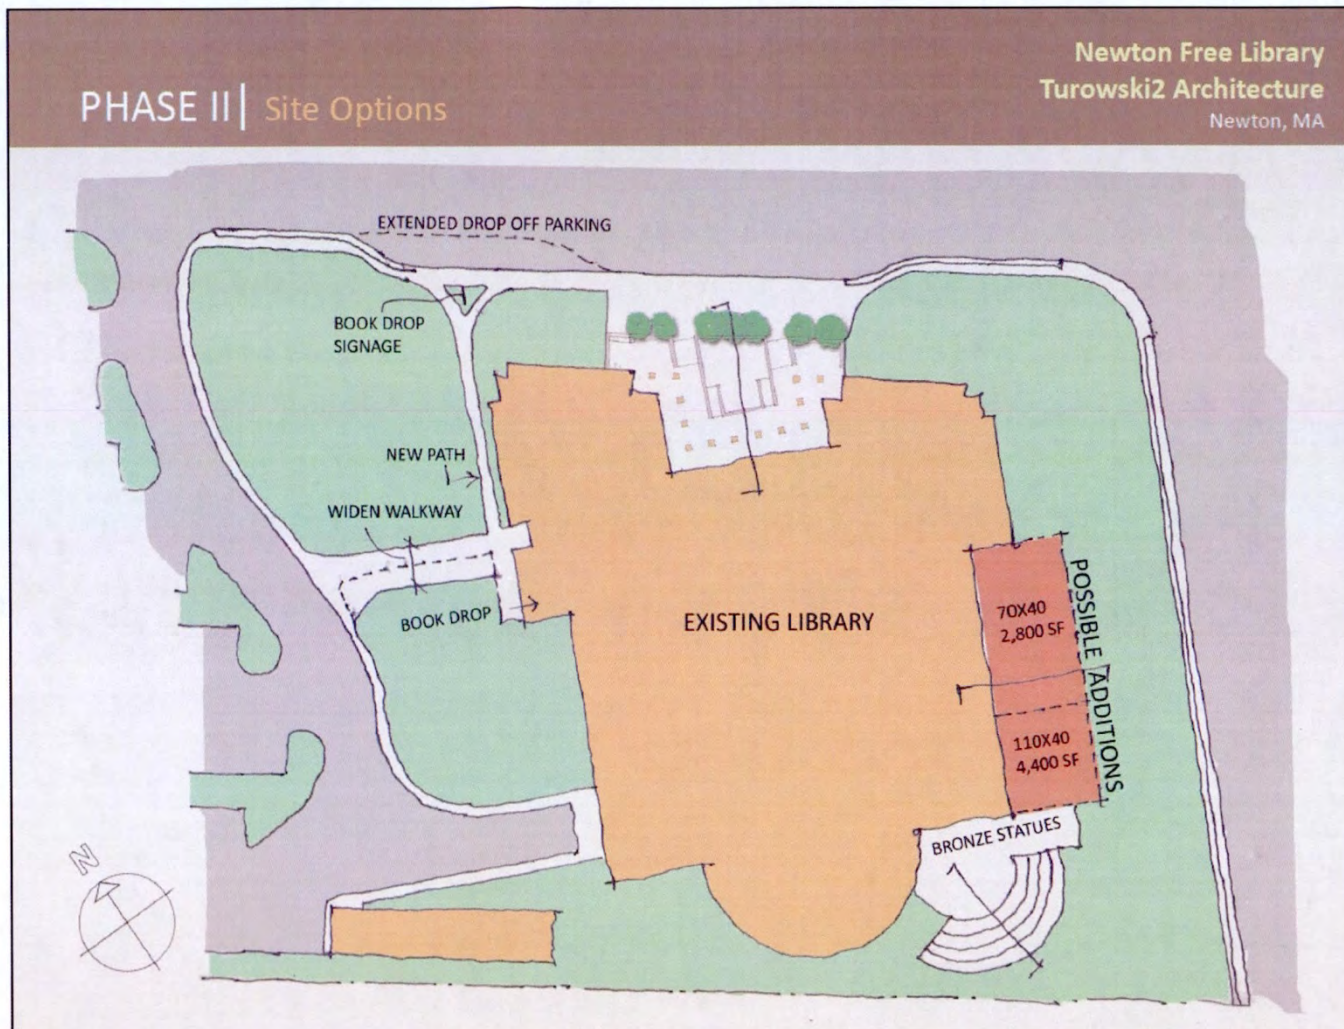 Newton Free Library
Turowski2 Architecture
Newton, MA
PHASE II | Site Options
EXTENDED DROP OFF PARKING
BOOK DROP
SIGNAGE
NEW PATH
WIDEN WALKWAY
BOOK DROP
EXISTING LIBRARY
70X40
2,800 SF
POSSIBLE ADDITIONS
110X40
4,400 SF
BRONZE STATUES
N